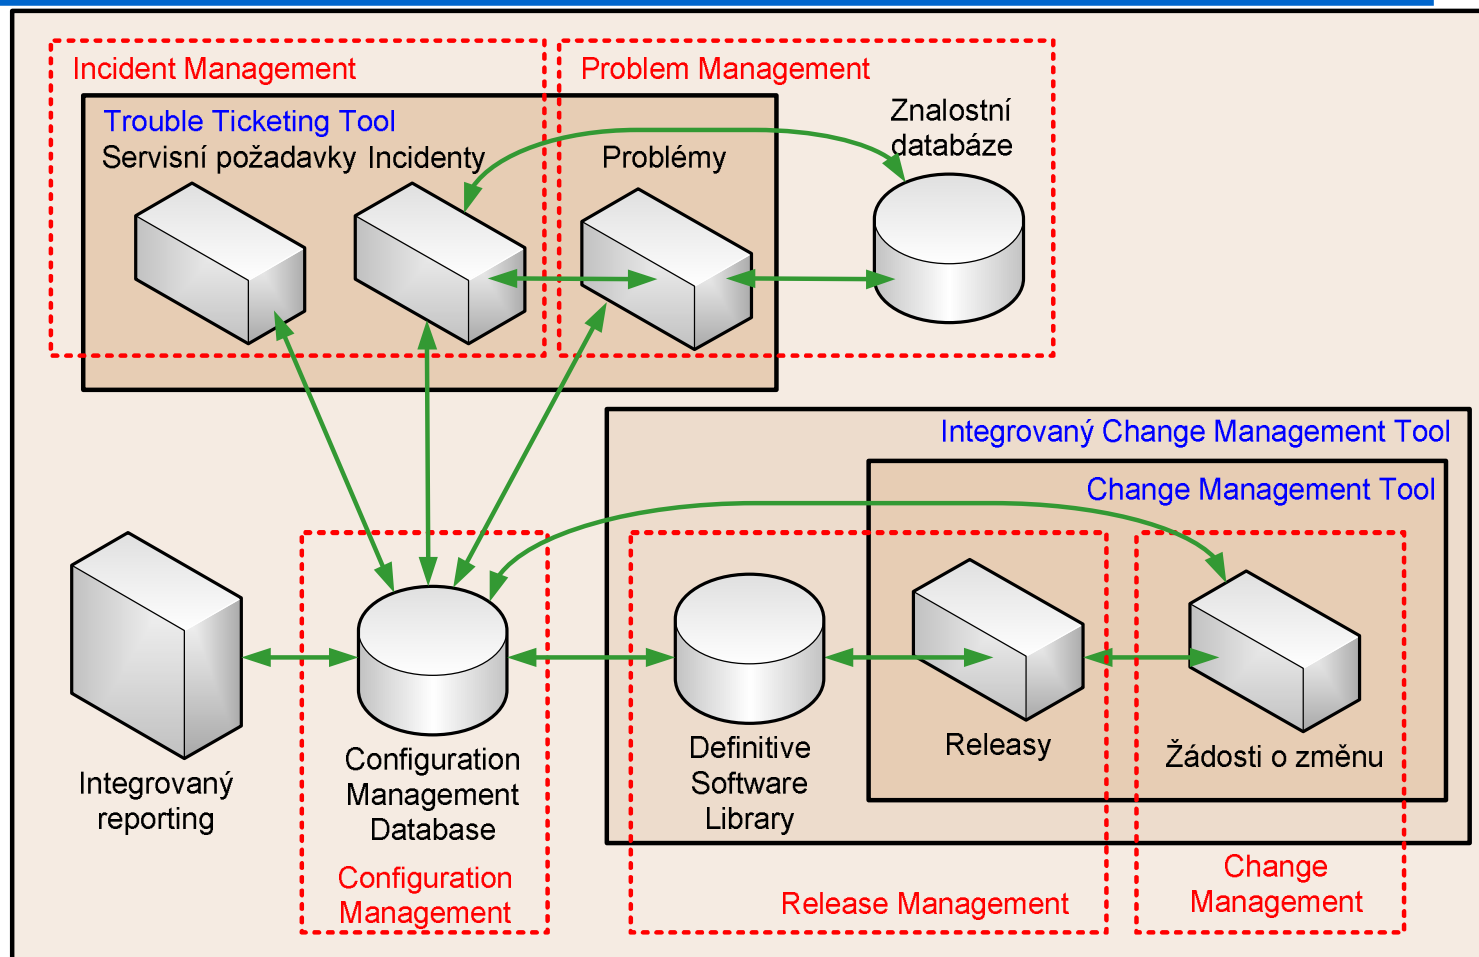 Incident Management
Problem Management
Trouble Ticketing Tool
Servisní požadavky
Incidenty
Problémy
Znalostní
databáze
Integrovaný Change Management Tool
Change Management Tool
Integrovaný
reporting
Configuration
Management
Database
Configuration
Management
Definitive
Software
Library
Releasy
Žádosti o změnu
Release Management
Change
Management